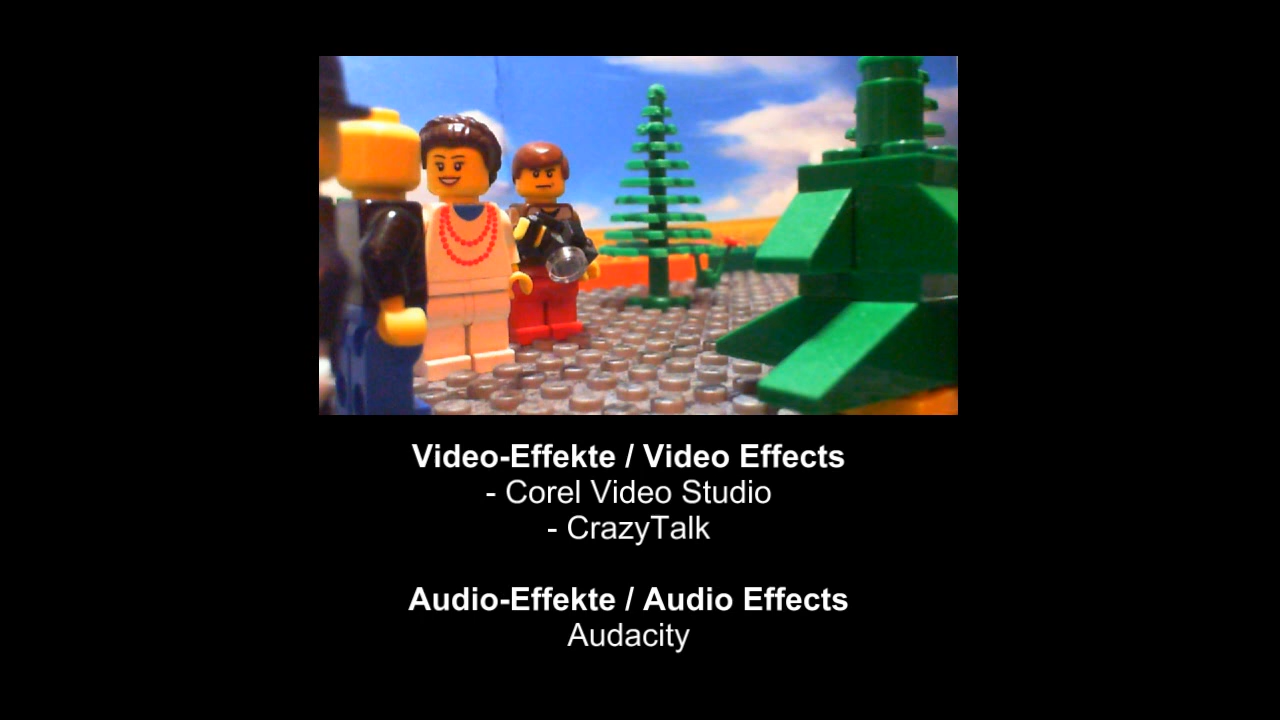 Video-Effekte / Video Effects
- Corel Video Studio
- CrazyTalk
Audio-Effekte / Audio Effects
Audacity